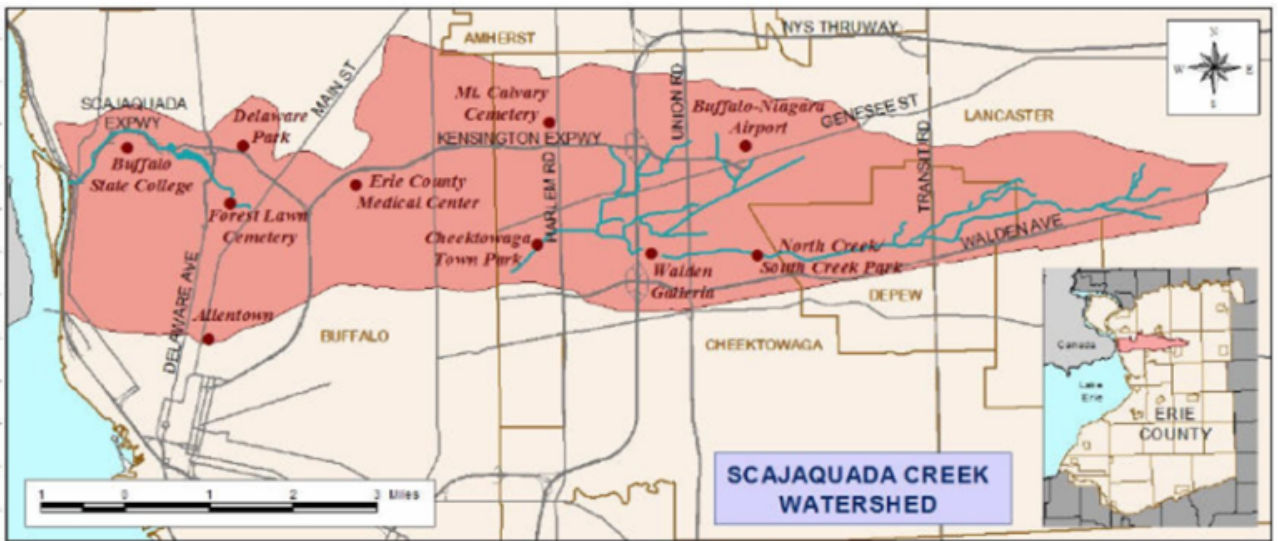 NYS THRUWAY
AMHERST
MAIN ST
UNION RD
Mt. Calvary
Cemetery
Buffalo-Niagara
Airport
GENESEE ST
LANCASTER
SCAJAQUADA
EXPWY
Delaware
Park
KENSINGTON EXPWY
Buffalo
State College
Erie County
Medical Center
HARLEM RD
TRANSIT RD
Forest Lawn
Cemetery
Cheektowaga
Town Park
Walden
Galleria
North Creek/
South Creek Park
WALDEN AVE
DELAWARE AVE
Allentown
BUFFALO
CHEEKTOWAGA
DEPEW
Canada
Lake
Erie
ERIE
COUNTY
SCAJAQUADA CREEK
WATERSHED
1 0 1 2 3 Miles
N
W E
S